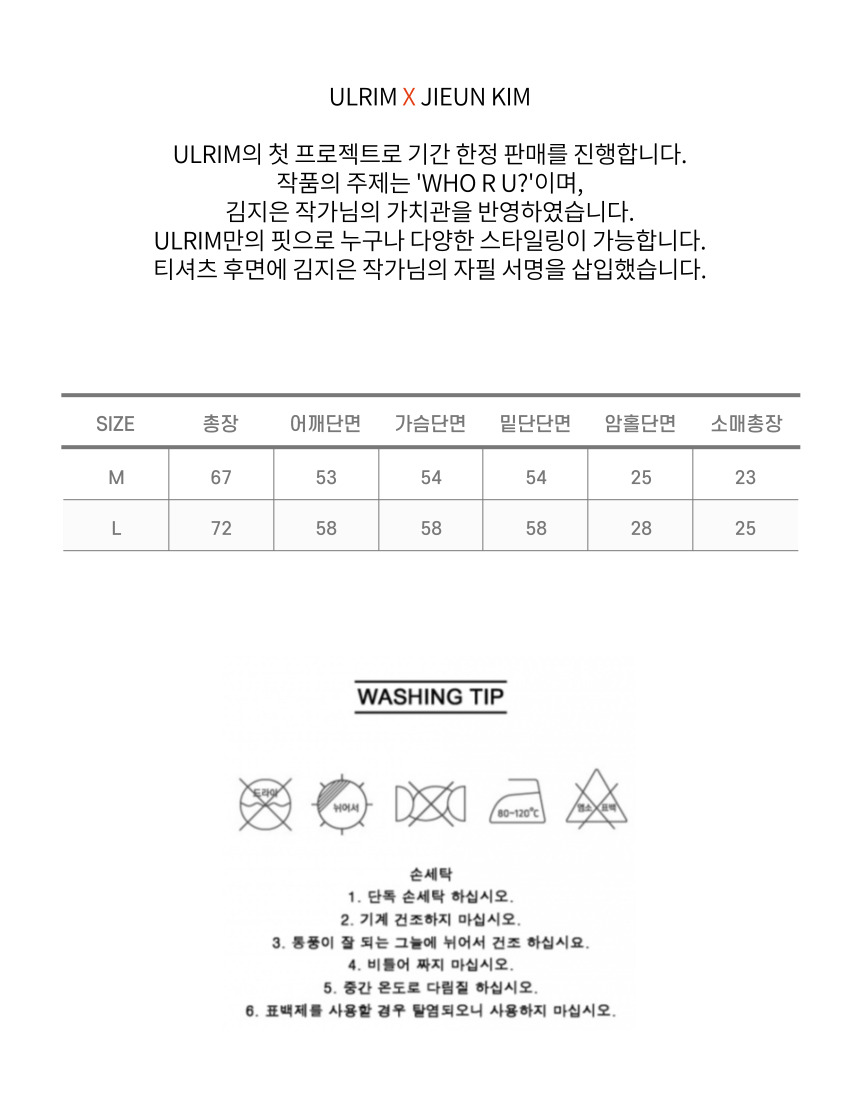 ULRIM X JIEUN KIM
ULRIM의 첫 프로젝트로 기간 한정 판매를 진행합니다.
작품의 주제는 'WHO R U?'이며,
김지은 작가님의 가치관을 반영하였습니다.
ULRIM만의 핏으로 누구나 다양한 스타일링이 가능합니다.
티셔츠 후면에 김지은 작가님의 자필 서명을 삽입했습니다.
SIZE 총장 어깨단면 가슴단면 밑단단면 암홀단면 소매총장
M 67 53 54 54 25 23
L 72 58 58 58 28 25
WASHING TIP
드라이 뉘어서 80~120℃ 염소 표백
손세탁
1. 단독 손세탁 하십시오.
2. 기계 건조하지 마십시오.
3. 통풍이 잘 되는 그늘에 뉘어서 건조 하십시요.
4. 비틀어 짜지 마십시오.
5. 중간 온도로 다림질 하십시오.
6. 표백제를 사용할 경우 탈염되오니 사용하지 마십시오.